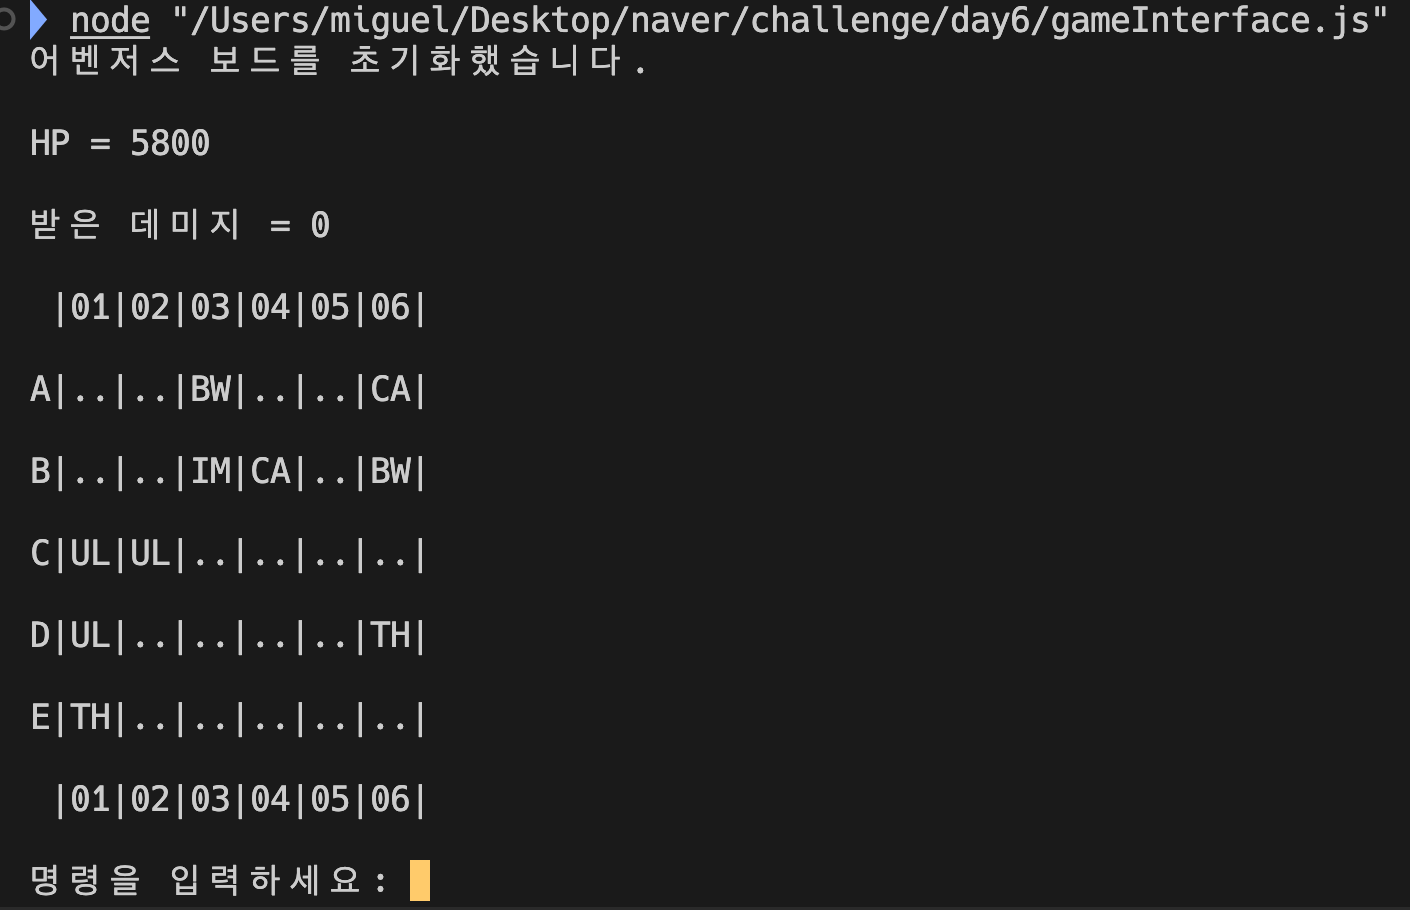 node "/Users/miguel/Desktop/naver/challenge/day6/gameInterface.js"
어벤저스 보드를 초기화했습니다.
HP = 5800
받은 데미지 = 0
 |01|02|03|04|05|06|
A|..|..|BW|..|..|CA|
B|..|..|IM|CA|..|BW|
C|UL|UL|..|..|..|..|
D|UL|..|..|..|..|TH|
E|TH|..|..|..|..|..|
 |01|02|03|04|05|06|
명령을 입력하세요: